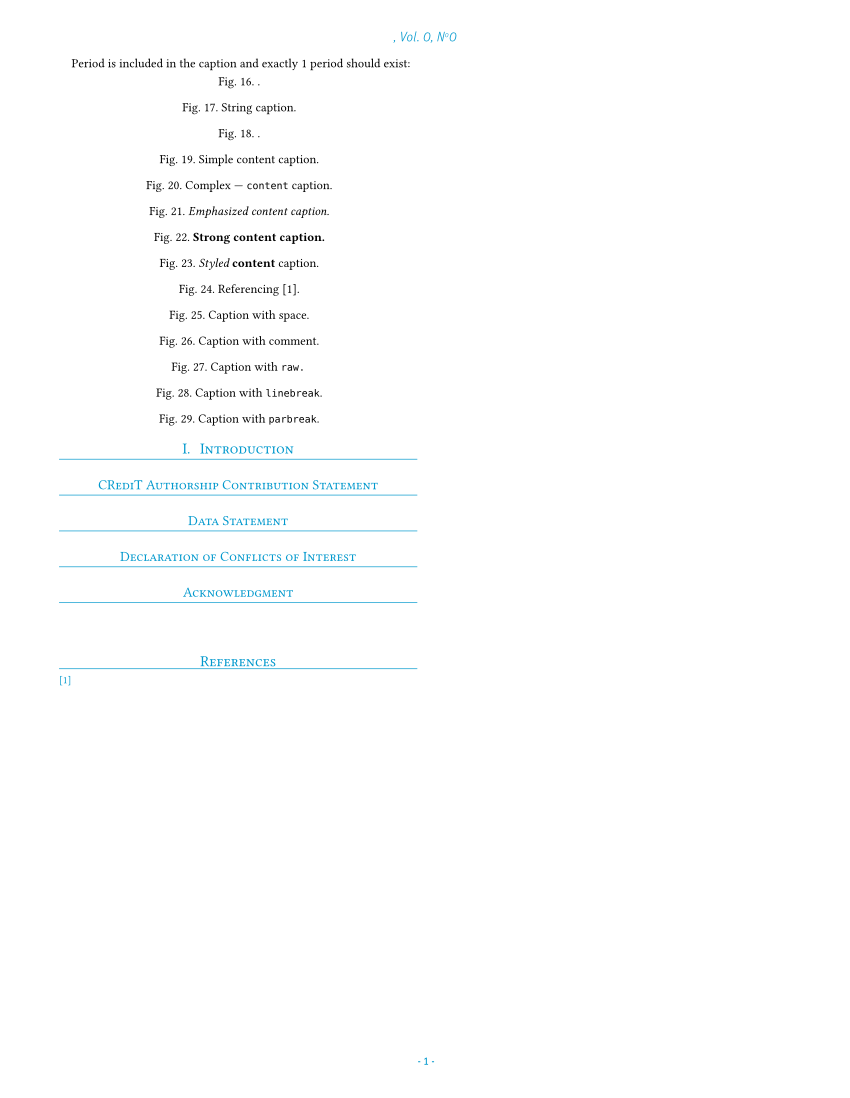 , Vol. 0, Nº0
Period is included in the caption and exactly 1 period should exist:
Fig. 16. .
Fig. 17. String caption.
Fig. 18. .
Fig. 19. Simple content caption.
Fig. 20. Complex — content caption.
Fig. 21. Emphasized content caption.
Fig. 22. Strong content caption.
Fig. 23. Styled content caption.
Fig. 24. Referencing [1].
Fig. 25. Caption with space.
Fig. 26. Caption with comment.
Fig. 27. Caption with raw.
Fig. 28. Caption with linebreak.
Fig. 29. Caption with parbreak.
I. Introduction
CRediT Authorship Contribution Statement
Data Statement
Declaration of Conflicts of Interest
Acknowledgment
References
[1]
- 1 -